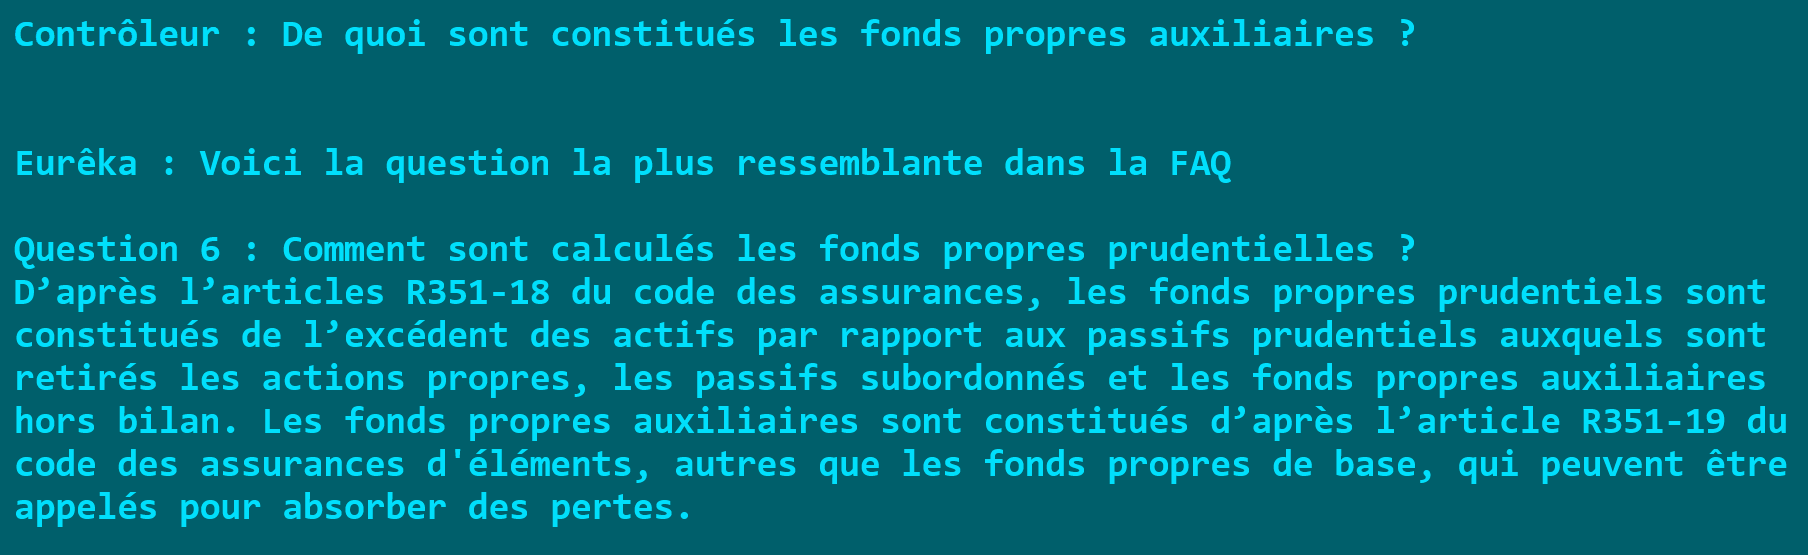 Contrôleur : De quoi sont constitués les fonds propres auxiliaires ?
Eurêka : Voici la question la plus ressemblante dans la FAQ
Question 6 : Comment sont calculés les fonds propres prudentielles ?
D’après l’articles R351-18 du code des assurances, les fonds propres prudentiels sont
constitués de l’excédent des actifs par rapport aux passifs prudentiels auxquels sont
retirés les actions propres, les passifs subordonnés et les fonds propres auxiliaires
hors bilan. Les fonds propres auxiliaires sont constitués d’après l’article R351-19 du
code des assurances d'éléments, autres que les fonds propres de base, qui peuvent être
appelés pour absorber des pertes.